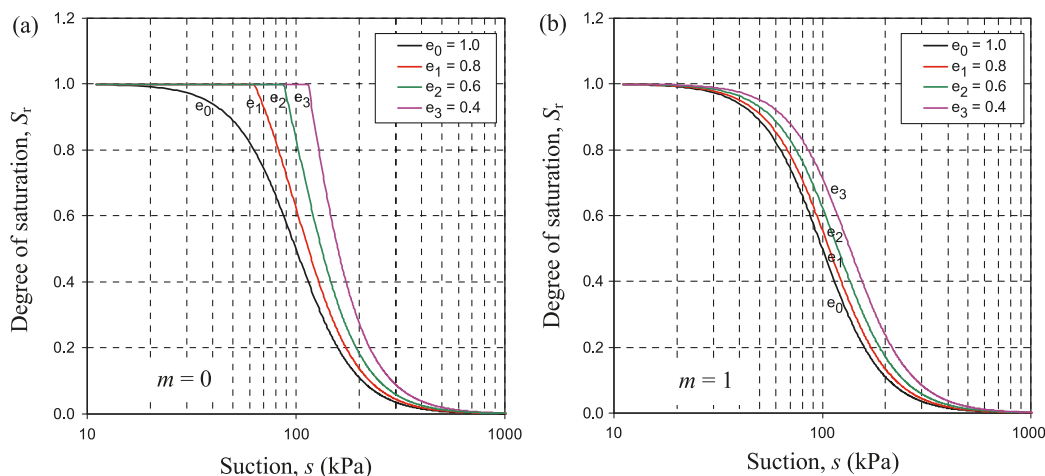 (a)
1.2
1.0
0.8
0.6
0.4
0.2
0.0
Degree of saturation, Sr
e0 = 1.0
e1 = 0.8
e2 = 0.6
e3 = 0.4
e0
e1
e2
e3
m = 0
10
100
1000
Suction, s (kPa)
(b)
1.2
1.0
0.8
0.6
0.4
0.2
0.0
Degree of saturation, Sr
e0 = 1.0
e1 = 0.8
e2 = 0.6
e3 = 0.4
e3
e2
e1
e0
m = 1
10
100
1000
Suction, s (kPa)